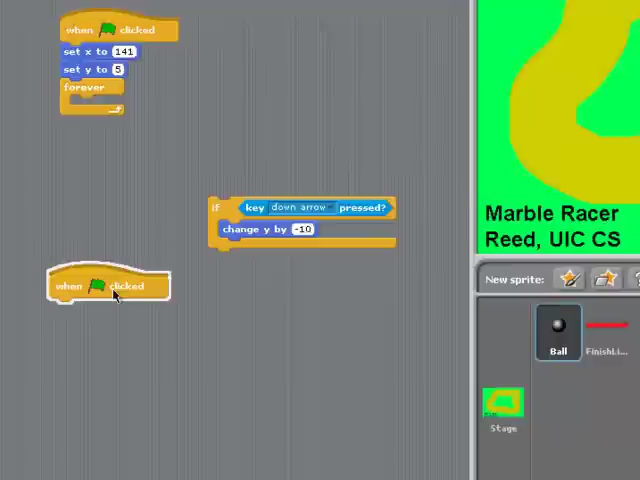 when clicked
set x to 141
set y to 5
forever
if key down arrow pressed?
change y by -10
when clicked
Marble Racer
Reed, UIC CS
New sprite:
Ball
FinishLi...
Stage